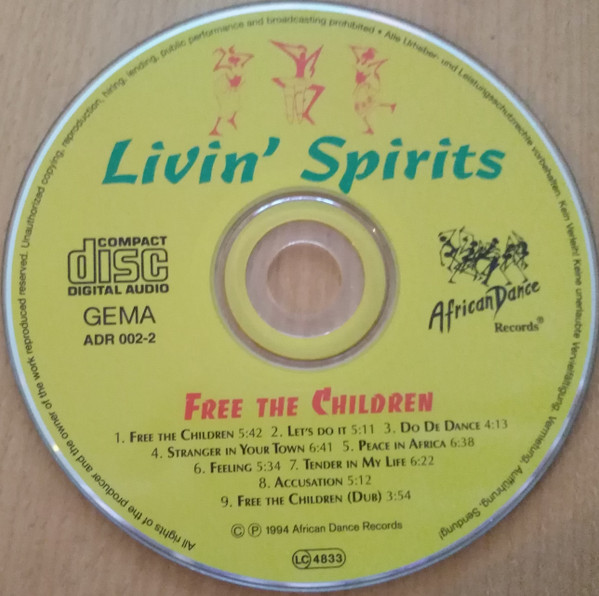 All rights of the producer and the owner of the work reproduced reserved. Unauthorized copying, reproduction, hiring, lending, public performance and broadcasting prohibited • Alle Urheber- und Leistungsschutzrechte vorbehalten. Kein Verleih! Keine unerlaubte Vervielfältigung, Vermietung, Aufführung, Sendung!
Livin' Spirits
COMPACT
disc
DIGITAL AUDIO
GEMA
ADR 002-2
African Dance
Records®
FREE THE CHILDREN
1. FREE THE CHILDREN 5:42 2. LET'S DO IT 5:11 3. DO DE DANCE 4:13
4. STRANGER IN YOUR TOWN 6:41 5. PEACE IN AFRICA 6:38
6. FEELING 5:34 7. TENDER IN MY LIFE 6:22
8. ACCUSATION 5:12
9. FREE THE CHILDREN (DUB) 3:54
© ℗ 1994 African Dance Records
LC 4833